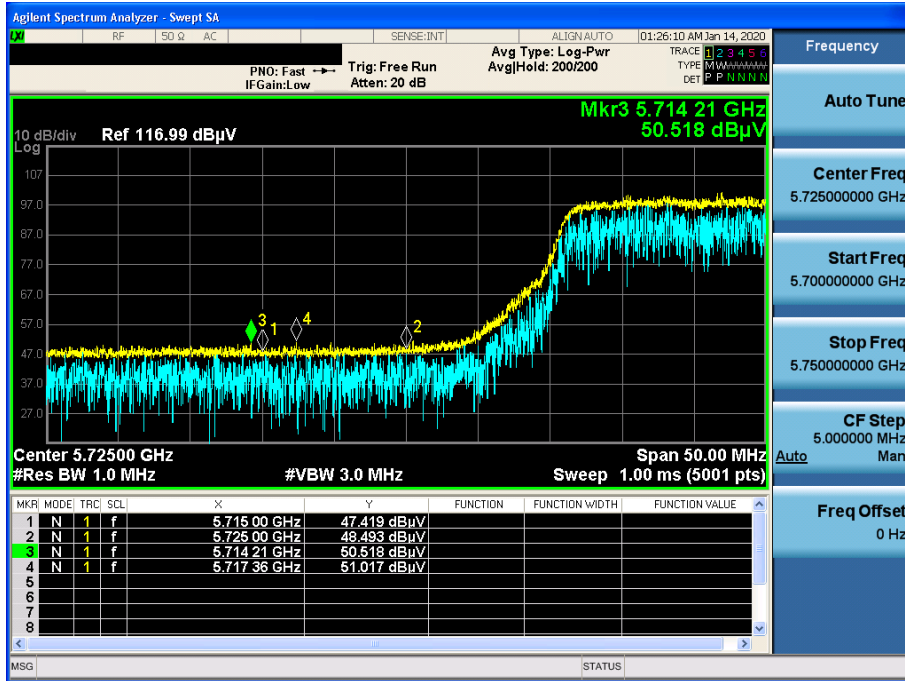 Agilent Spectrum Analyzer - Swept SA
LXI RF 50 Ω AC SENSE:INT ALIGN AUTO 01:26:10 AM Jan 14, 2020
PNO: Fast Trig: Free Run Avg Type: Log-Pwr TRACE 1 2 3 4 5 6
IFGain:Low Atten: 20 dB Avg|Hold: 200/200 TYPE M W W W W W
DET P P N N N N
Frequency
Mkr3 5.714 21 GHz
50.518 dBµV
10 dB/div Ref 116.99 dBµV
Log
107
97.0
87.0
77.0
67.0
57.0
47.0
37.0
27.0
3 1 4 2
Center 5.72500 GHz Span 50.00 MHz
#Res BW 1.0 MHz #VBW 3.0 MHz Sweep 1.00 ms (5001 pts)
MKR MODE TRC SCL X Y FUNCTION FUNCTION WIDTH FUNCTION VALUE
1 N 1 f 5.715 00 GHz 47.419 dBµV
2 N 1 f 5.725 00 GHz 48.493 dBµV
3 N 1 f 5.714 21 GHz 50.518 dBµV
4 N 1 f 5.717 36 GHz 51.017 dBµV
5
6
7
8
MSG STATUS
Auto Tune
Center Freq
5.725000000 GHz
Start Freq
5.700000000 GHz
Stop Freq
5.750000000 GHz
CF Step
5.000000 MHz
Auto Man
Freq Offset
0 Hz